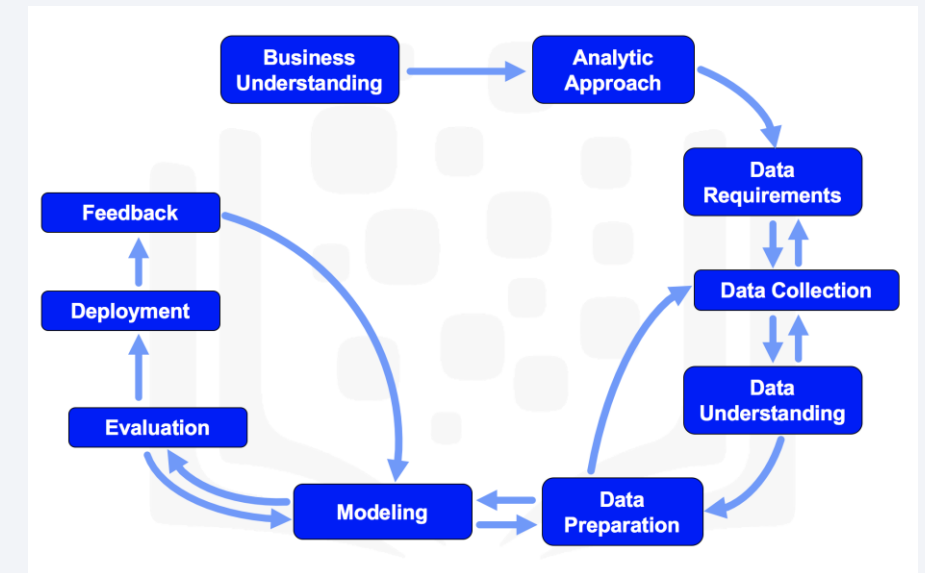 Business
Understanding
Analytic
Approach
Data
Requirements
Data Collection
Data
Understanding
Data
Preparation
Modeling
Evaluation
Deployment
Feedback